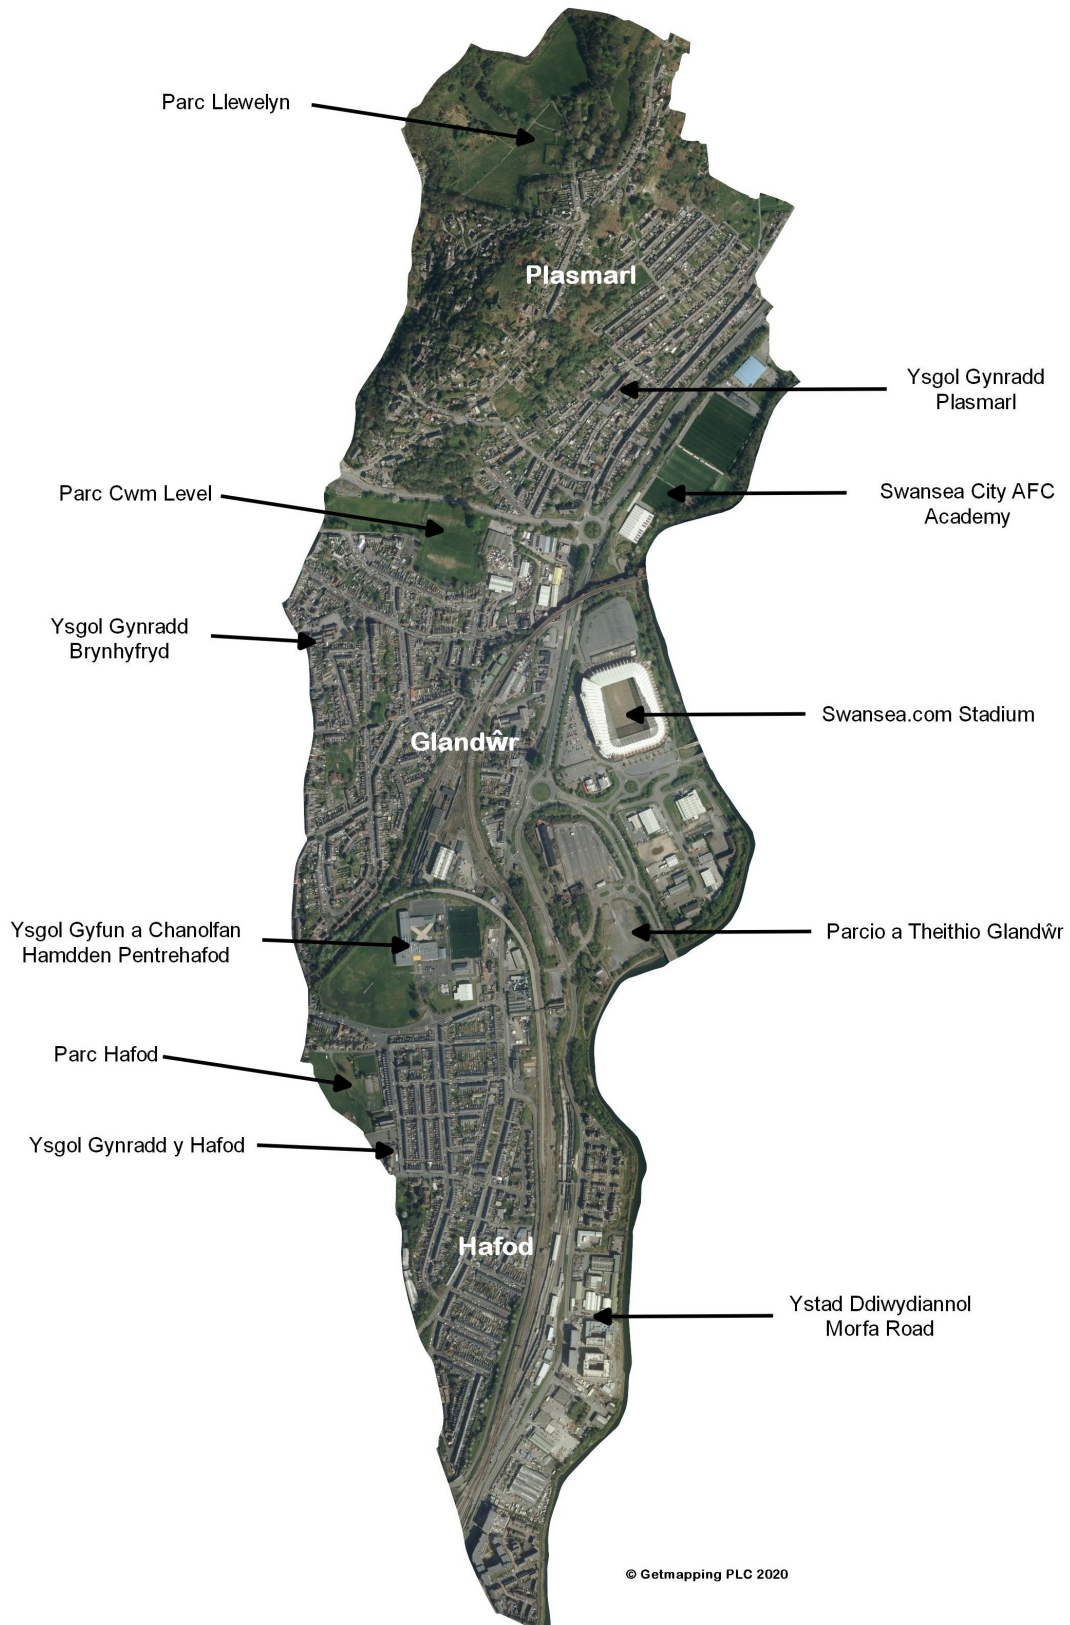 Parc Llewelyn
Plasmarl
Ysgol Gynradd
Plasmarl
Parc Cwm Level
Swansea City AFC
Academy
Ysgol Gynradd
Brynhyfryd
Swansea.com Stadium
Glandŵr
Ysgol Gyfun a Chanolfan
Hamdden Pentrehafod
Parcio a Theithio Glandŵr
Parc Hafod
Ysgol Gynradd y Hafod
Hafod
Ystad Ddiwydiannol
Morfa Road
© Getmapping PLC 2020